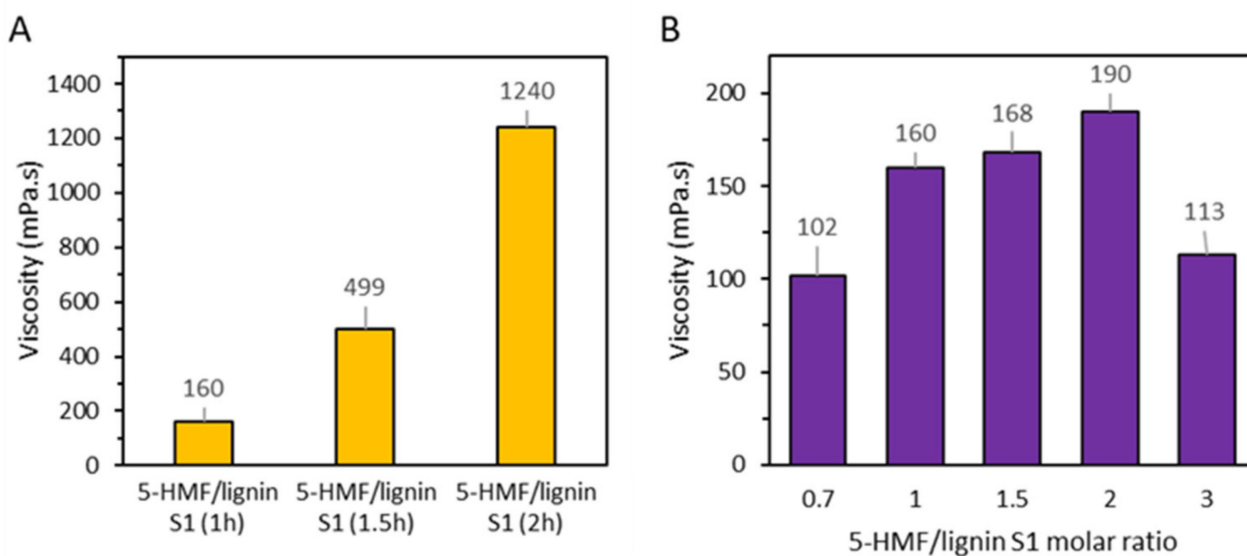 A
Viscosity (mPa.s)
1400
1200
1000
800
600
400
200
0
160
499
1240
5-HMF/lignin
S1 (1h)
5-HMF/lignin
S1 (1.5h)
5-HMF/lignin
S1 (2h)
B
Viscosity (mPa.s)
200
150
100
50
0
102
160
168
190
113
0.7 1 1.5 2 3
5-HMF/lignin S1 molar ratio